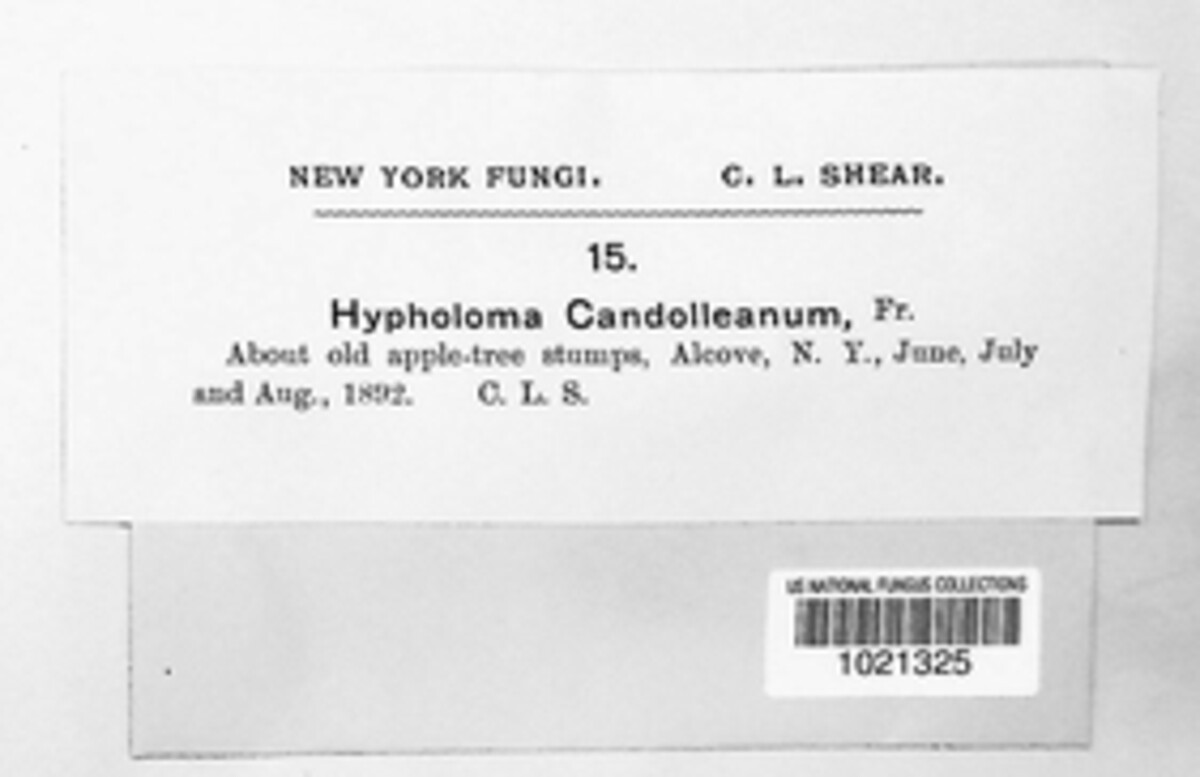 NEW YORK FUNGI. C. L. SHEAR.
15.
Hypholoma Candolleanum, Fr.
About old apple-tree stumps, Alcove, N. Y., June, July
and Aug., 1892. C. L. S.
US NATIONAL FUNGUS COLLECTIONS
1021325